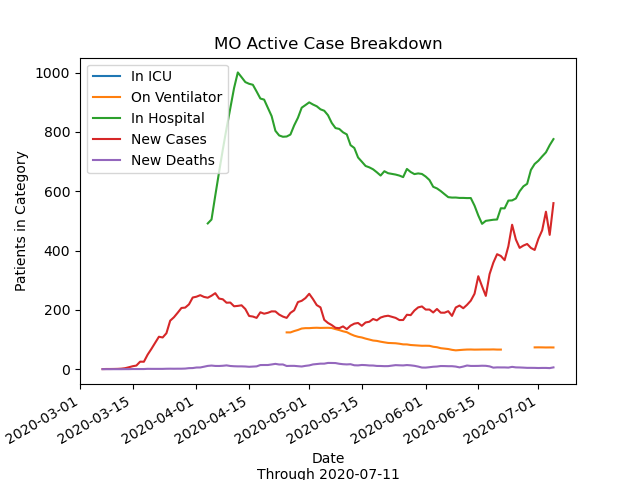 MO Active Case Breakdown
In ICU
On Ventilator
In Hospital
New Cases
New Deaths
Patients in Category
1000
800
600
400
200
0
2020-03-01
2020-03-15
2020-04-01
2020-04-15
2020-05-01
2020-05-15
2020-06-01
2020-06-15
2020-07-01
Date
Through 2020-07-11